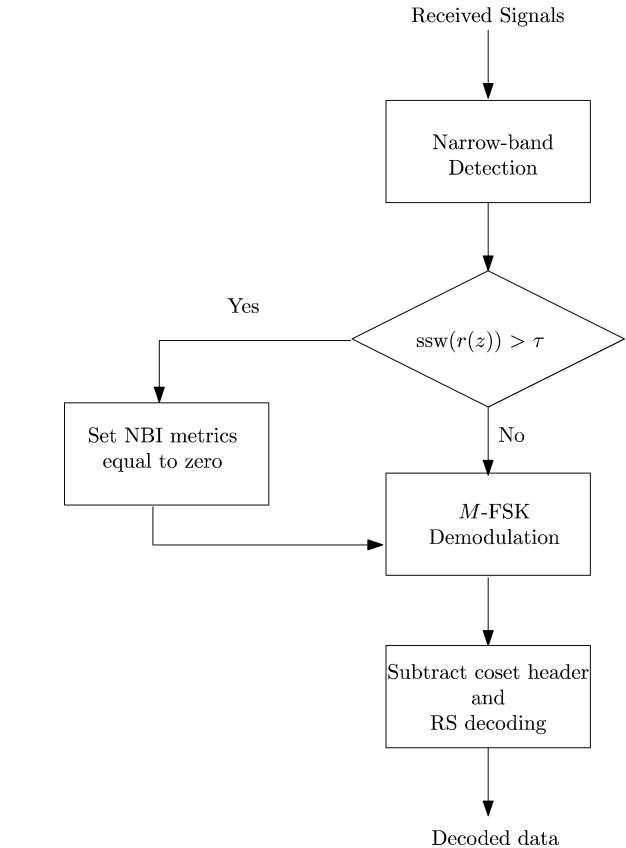 Received Signals
Narrow-band
Detection
Yes
ssw(r(z)) > τ
Set NBI metrics
equal to zero
No
M-FSK
Demodulation
Subtract coset header
and
RS decoding
Decoded data